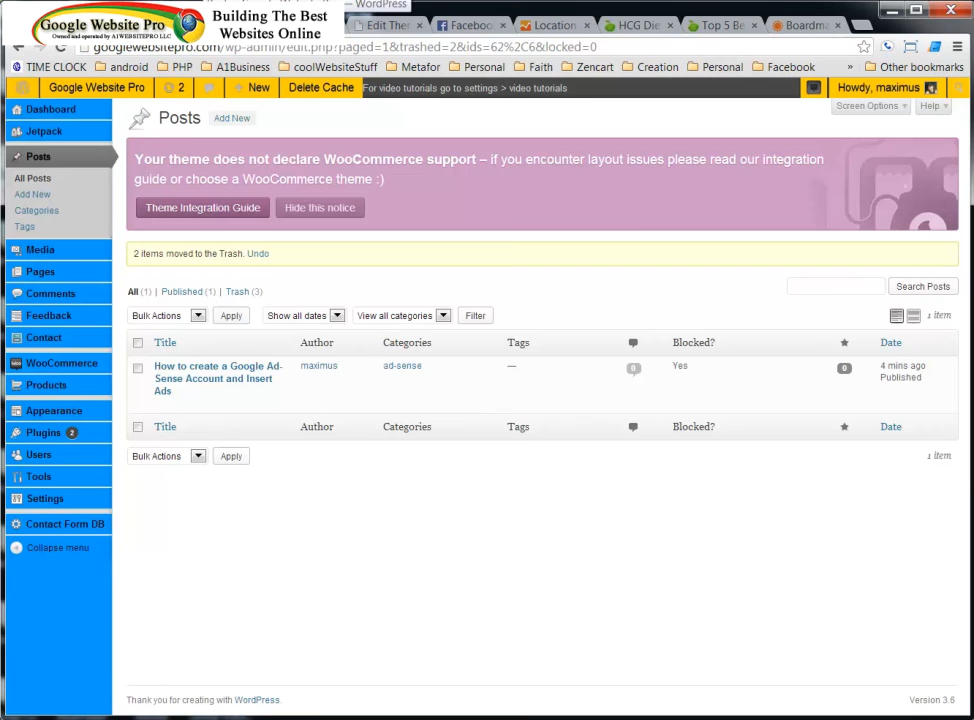 — WordPress
Google Website Pro
Owned and operated by A1WEBSITEPRO LLC
Building The Best
Websites Online
Edit Ther
Faceboo
Location
HCG Die
Top 5 Be
Boardma
googlewebsitepro.com/wp-admin/edit.php?paged=1&trashed=2&ids=62%2C6&locked=0
TIME CLOCK android PHP A1Business coolWebsiteStuff Metafor Personal Faith Zencart Creation Personal Facebook » Other bookmarks
Google Website Pro 2 New Delete Cache For video tutorials go to settings > video tutorials Howdy, maximus
Screen Options Help
Dashboard
Jetpack
Posts
All Posts
Add New
Categories
Tags
Media
Pages
Comments
Feedback
Contact
WooCommerce
Products
Appearance
Plugins 2
Users
Tools
Settings
Contact Form DB
Collapse menu
Posts Add New
Your theme does not declare WooCommerce support – if you encounter layout issues please read our integration
guide or choose a WooCommerce theme :)
Theme Integration Guide Hide this notice
2 items moved to the Trash. Undo
All (1) | Published (1) | Trash (3)
Search Posts
Bulk Actions Apply Show all dates View all categories Filter 1 item
Title Author Categories Tags Blocked? Date
How to create a Google Ad- maximus ad-sense — 0 Yes 0 4 mins ago
Sense Account and Insert Published
Ads
Title Author Categories Tags Blocked? Date
Bulk Actions Apply 1 item
Thank you for creating with WordPress. Version 3.6